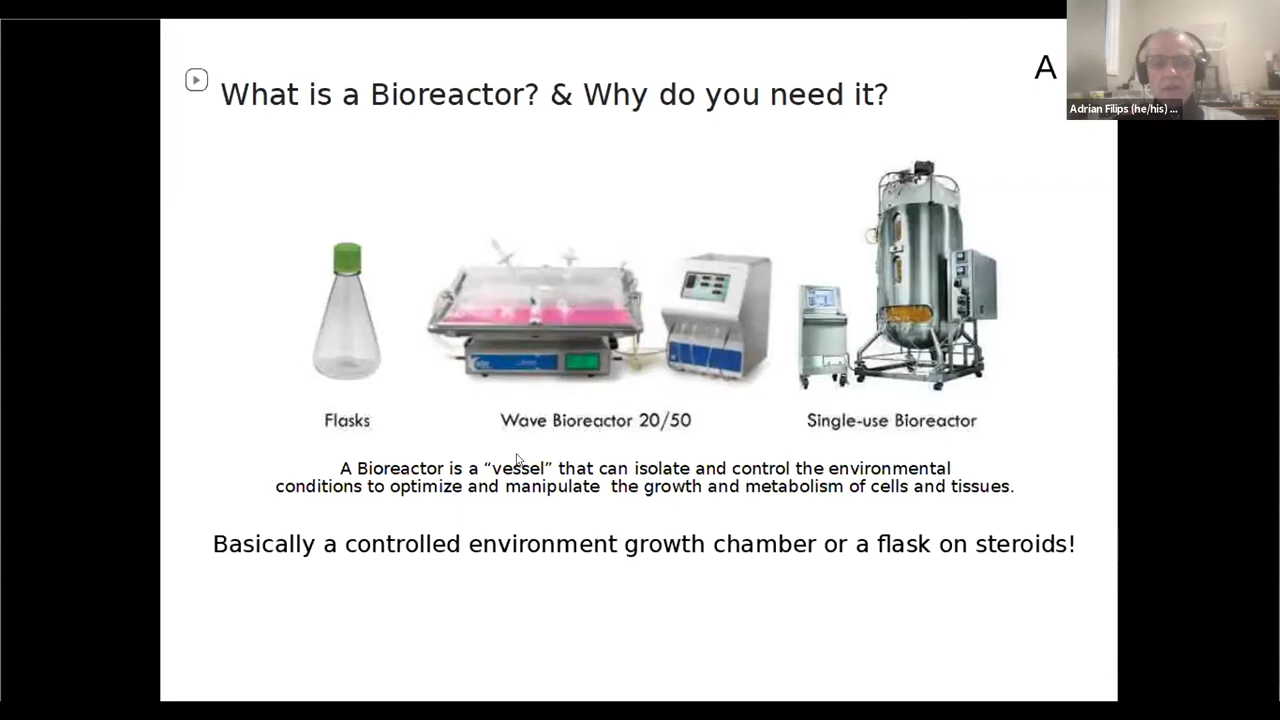 A
What is a Bioreactor? & Why do you need it?
Adrian Filips (he/his) ...
Flasks
Wave Bioreactor 20/50
Single-use Bioreactor
A Bioreactor is a “vessel” that can isolate and control the environmental
conditions to optimize and manipulate  the growth and metabolism of cells and tissues.
Basically a controlled environment growth chamber or a flask on steroids!